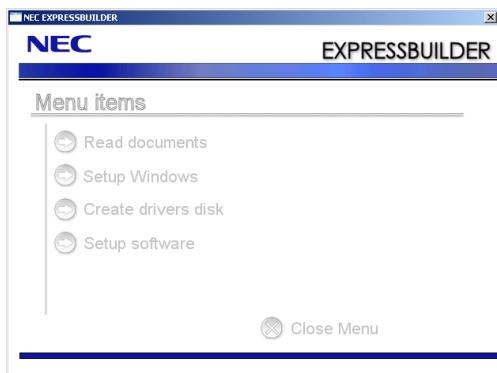 NEC EXPRESSBUILDER
NEC
EXPRESSBUILDER
Menu items
Read documents
Setup Windows
Create drivers disk
Setup software
Close Menu